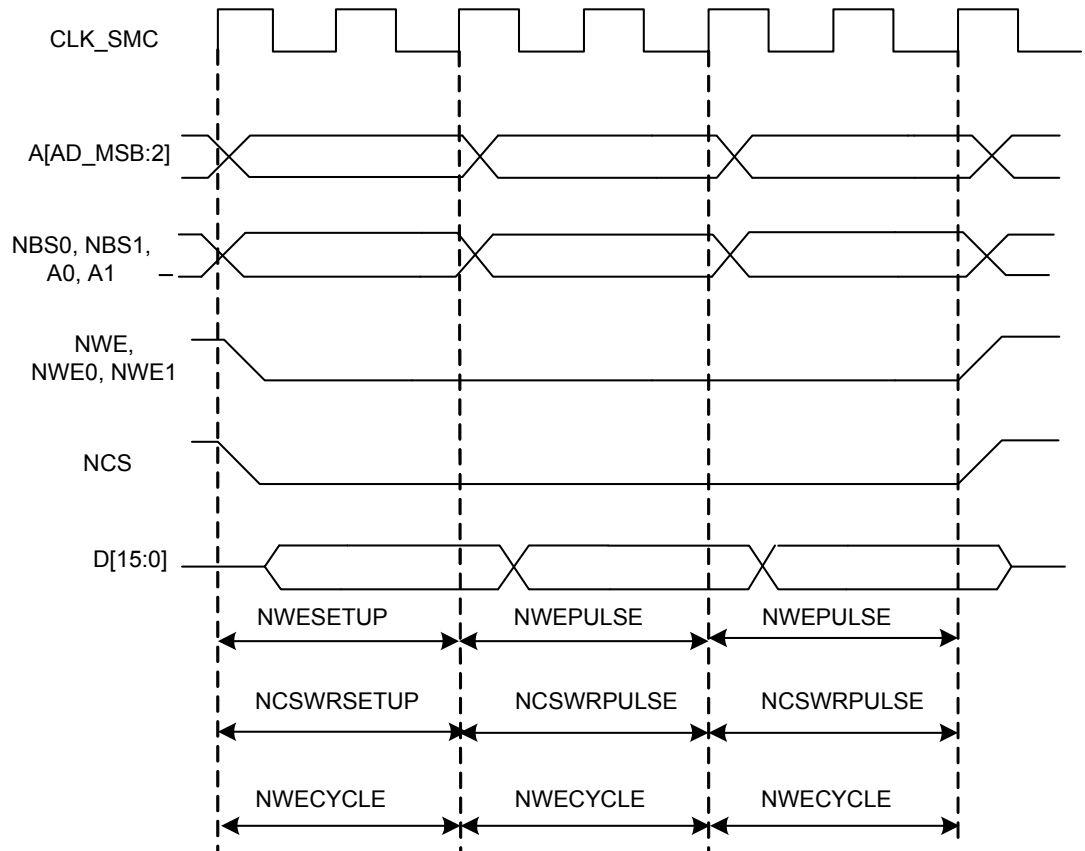 CLK_SMC
A[AD_MSB:2]
NBS0, NBS1,
A0, A1
NWE,
NWE0, NWE1
NCS
D[15:0]
NWESETUP NWEPULSE NWEPULSE
NCSWRSETUP NCSWRPULSE NCSWRPULSE
NWECYCLE NWECYCLE NWECYCLE